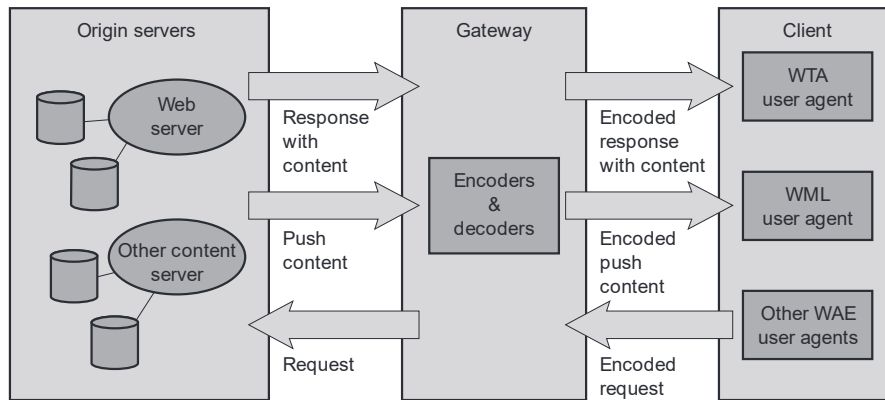 Origin servers
Web
server
Other content
server
Response
with
content
Push
content
Request
Gateway
Encoders
&
decoders
Encoded
response
with content
Encoded
push
content
Encoded
request
Client
WTA
user agent
WML
user agent
Other WAE
user agents